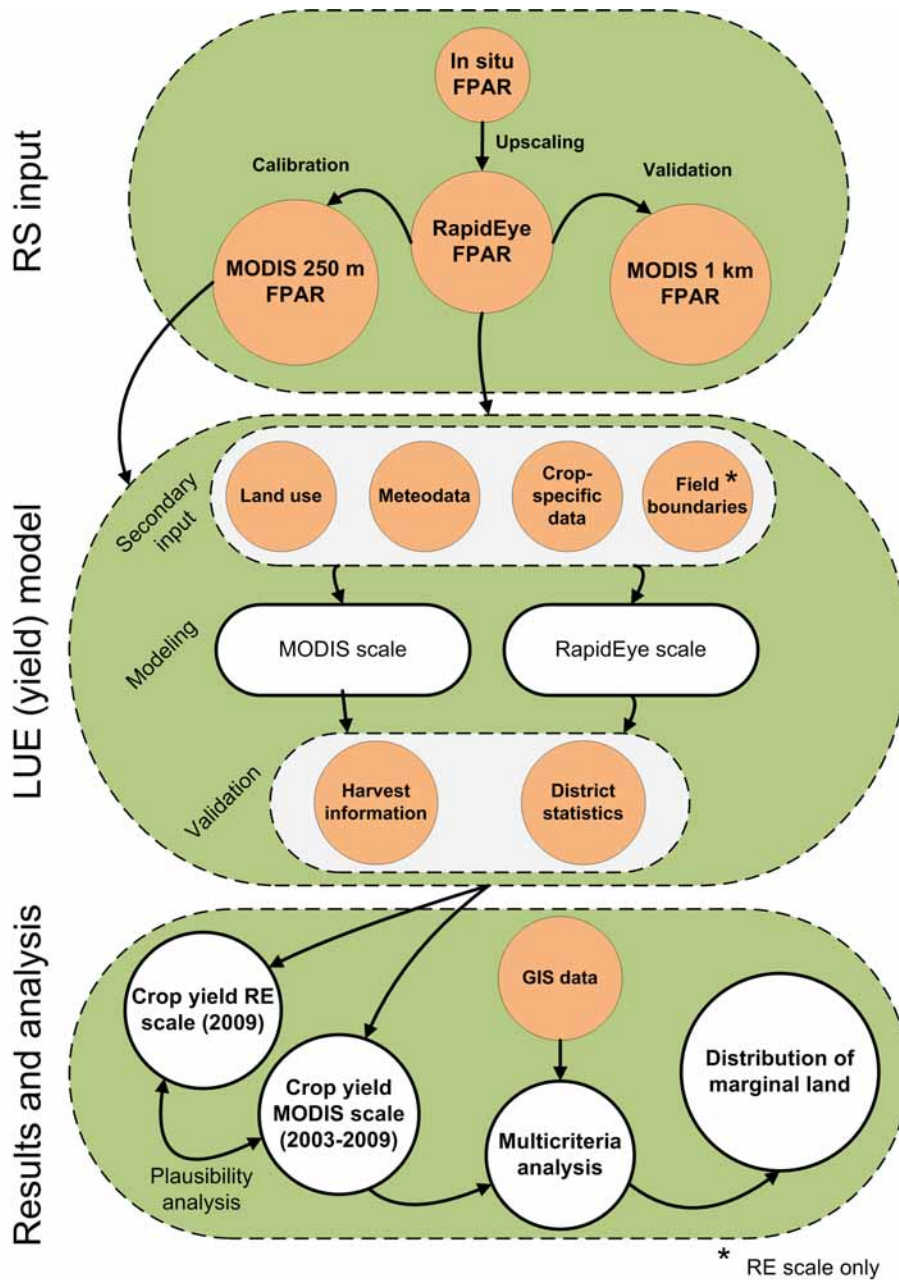 RS input
In situ
FPAR
Upscaling
Calibration
Validation
RapidEye
FPAR
MODIS 250 m
FPAR
MODIS 1 km
FPAR
LUE (yield) model
Secondary
input
Land use
Meteodata
Crop-
specific
data
Field *
boundaries
Modeling
MODIS scale
RapidEye scale
Validation
Harvest
information
District
statistics
Results and analysis
Crop yield RE
scale (2009)
GIS data
Crop yield
MODIS scale
(2003-2009)
Distribution of
marginal land
Multicriteria
analysis
Plausibility
analysis
* RE scale only